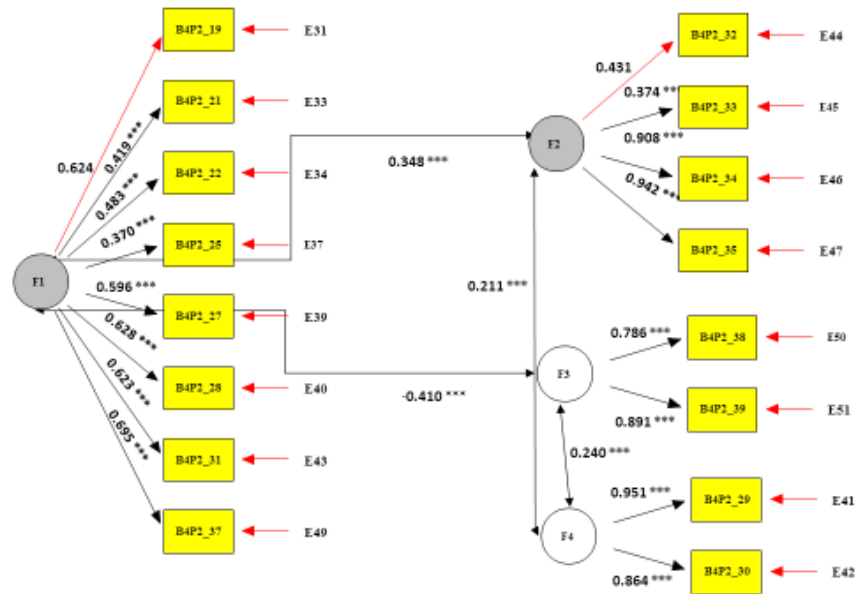 B4P2_19
E31
B4P2_21
E33
B4P2_22
E34
B4P2_25
E37
B4P2_27
E39
B4P2_28
E40
B4P2_31
E43
B4P2_37
E49
0.624
0.419 ***
0.483 ***
0.370 ***
0.596 ***
0.628 ***
0.623 ***
0.695 ***
F1
0.348 ***
-0.410 ***
0.211 ***
0.240 ***
F2
F3
F4
0.431
0.374 ***
0.908 ***
0.942 ***
B4P2_32
E44
B4P2_33
E45
B4P2_34
E46
B4P2_35
E47
0.786 ***
0.891 ***
B4P2_38
E50
B4P2_39
E51
0.951 ***
0.864 ***
B4P2_29
E41
B4P2_30
E42